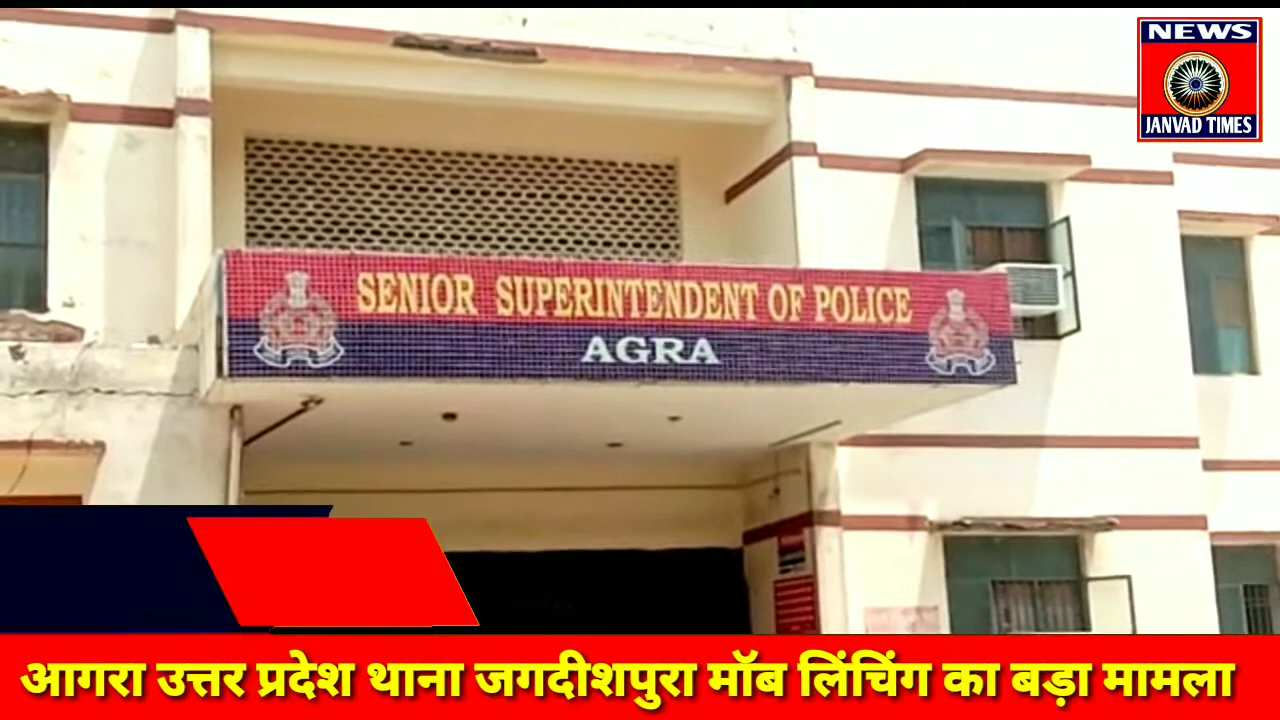 NEWS
JANVAD TIMES
SENIOR SUPERINTENDENT OF POLICE
AGRA
आगरा उत्तर प्रदेश थाना जगदीशपुरा मॉब लिंचिंग का बड़ा मामला